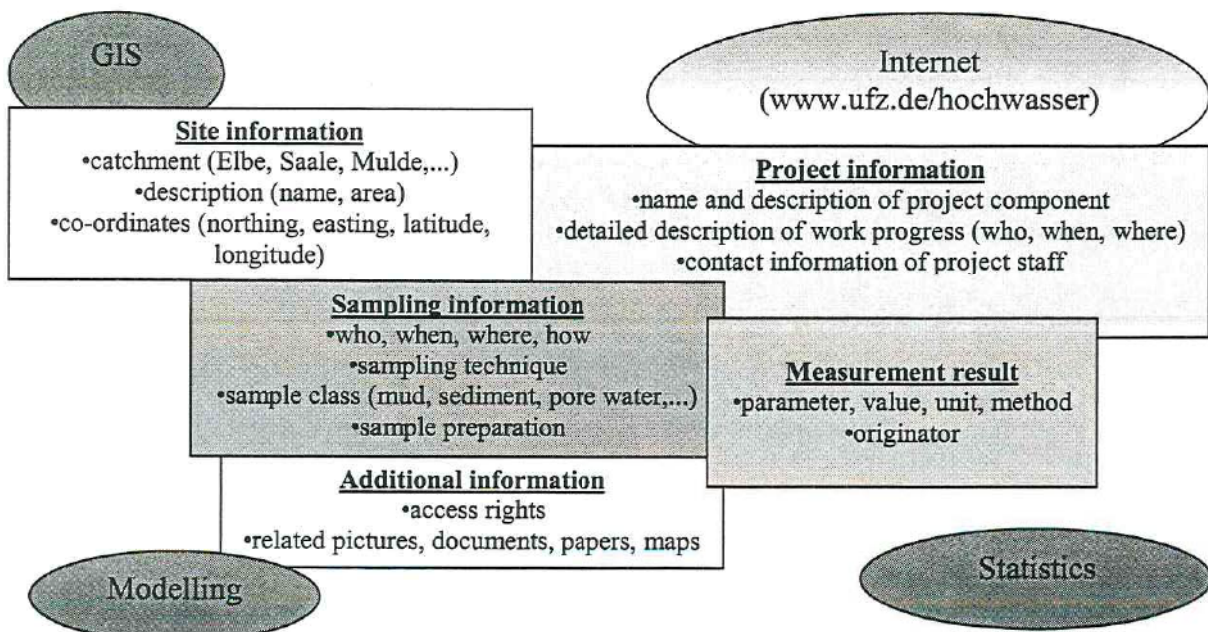 GIS
Internet
(www.ufz.de/hochwasser)
Site information
•catchment (Elbe, Saale, Mulde,...)
•description (name, area)
•co-ordinates (northing, easting, latitude,
longitude)
Project information
•name and description of project component
•detailed description of work progress (who, when, where)
•contact information of project staff
Sampling information
•who, when, where, how
•sampling technique
•sample class (mud, sediment, pore water,...)
•sample preparation
Measurement result
•parameter, value, unit, method
•originator
Additional information
•access rights
•related pictures, documents, papers, maps
Modelling
Statistics